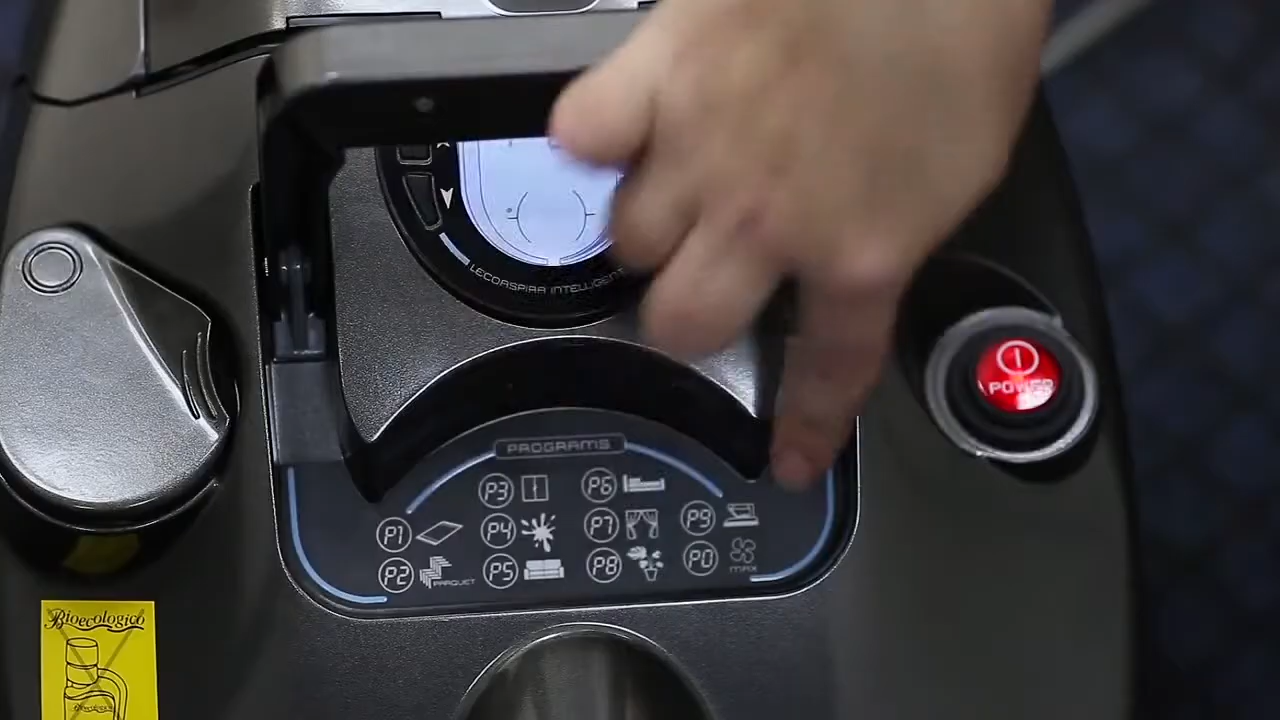 LECOASPIRA INTELLIGENT
POWER
PROGRAMS
P3
P6
P1
P4
P7
P9
P2
PARQUET
P5
P8
P0
MAX
Bioecologico